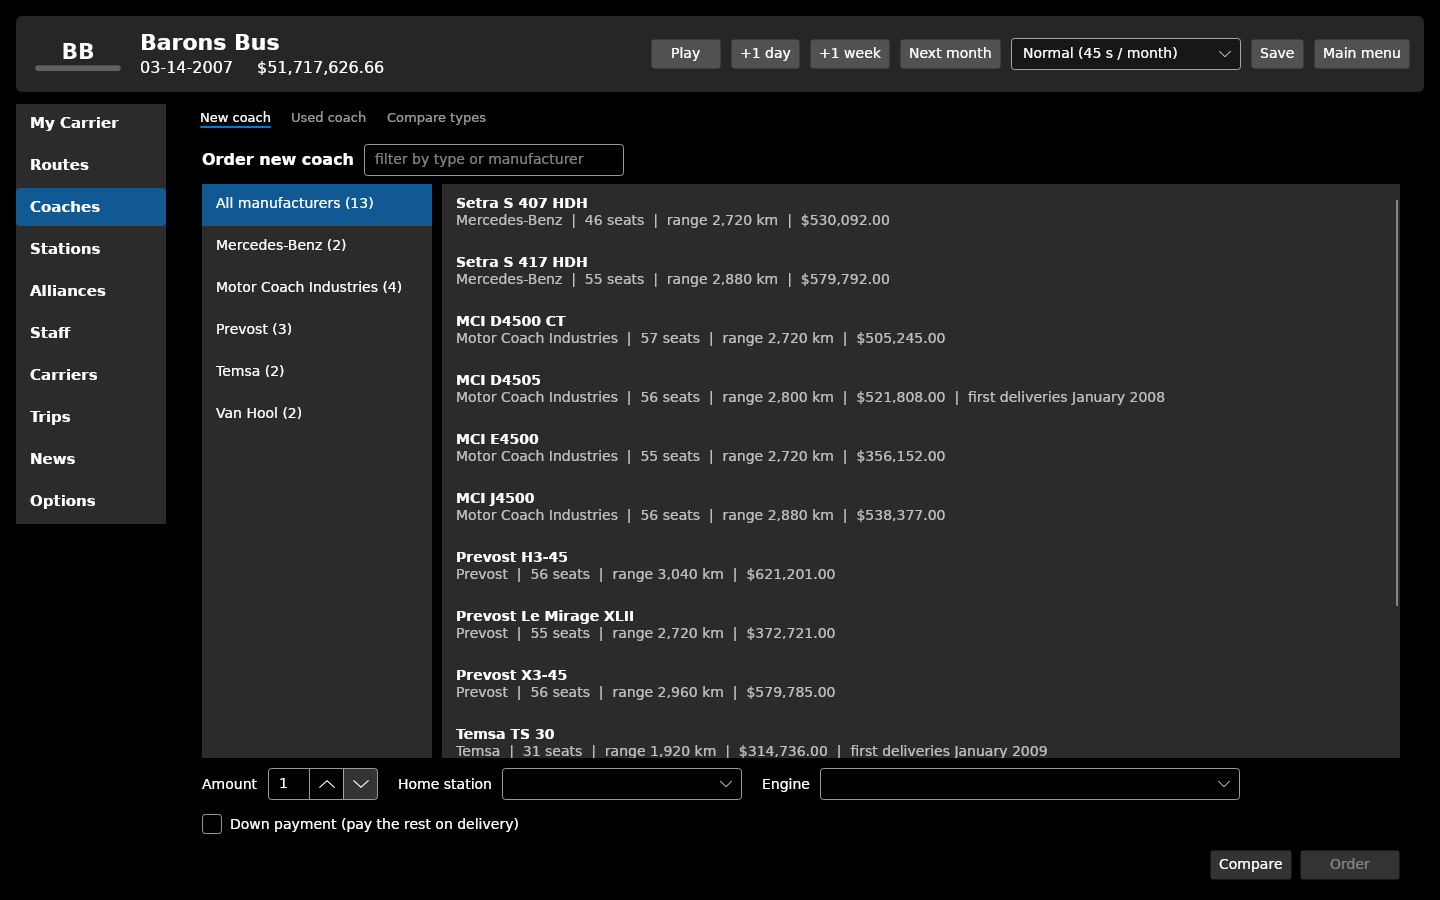 BB
Barons Bus
03-14-2007 $51,717,626.66
Play
+1 day
+1 week
Next month
Normal (45 s / month)
Save
Main menu
My Carrier
Routes
Coaches
Stations
Alliances
Staff
Carriers
Trips
News
Options
New coach
Used coach
Compare types
Order new coach
filter by type or manufacturer
All manufacturers (13)
Mercedes-Benz (2)
Motor Coach Industries (4)
Prevost (3)
Temsa (2)
Van Hool (2)
Setra S 407 HDH
Mercedes-Benz | 46 seats | range 2,720 km | $530,092.00
Setra S 417 HDH
Mercedes-Benz | 55 seats | range 2,880 km | $579,792.00
MCI D4500 CT
Motor Coach Industries | 57 seats | range 2,720 km | $505,245.00
MCI D4505
Motor Coach Industries | 56 seats | range 2,800 km | $521,808.00 | first deliveries January 2008
MCI E4500
Motor Coach Industries | 55 seats | range 2,720 km | $356,152.00
MCI J4500
Motor Coach Industries | 56 seats | range 2,880 km | $538,377.00
Prevost H3-45
Prevost | 56 seats | range 3,040 km | $621,201.00
Prevost Le Mirage XLII
Prevost | 55 seats | range 2,720 km | $372,721.00
Prevost X3-45
Prevost | 56 seats | range 2,960 km | $579,785.00
Temsa TS 30
Temsa | 31 seats | range 1,920 km | $314,736.00 | first deliveries January 2009
Amount
1
Home station
Engine
Down payment (pay the rest on delivery)
Compare
Order